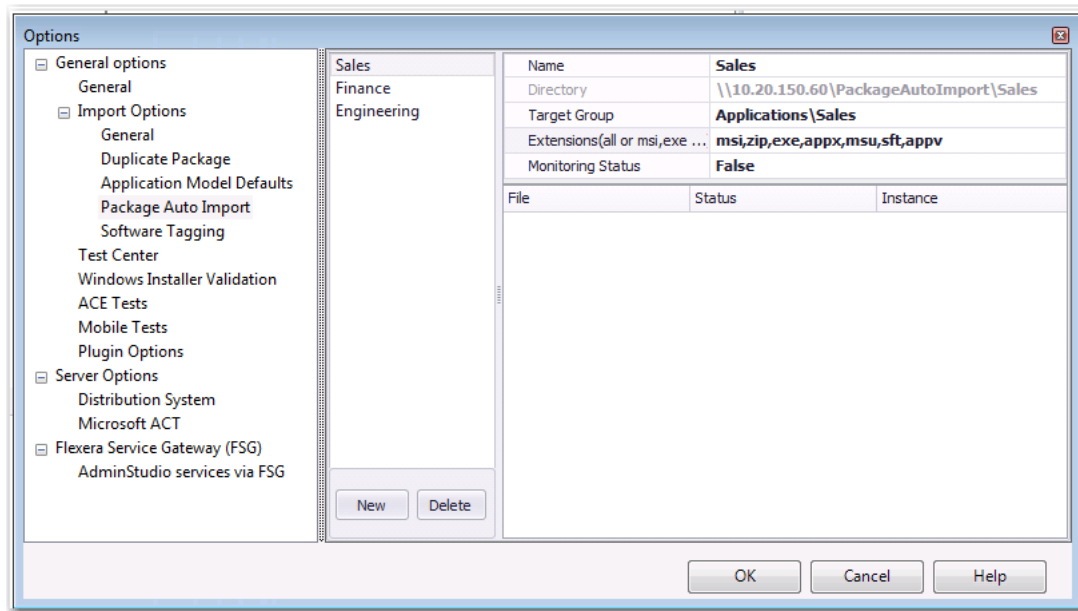 Options
General options
General
Import Options
General
Duplicate Package
Application Model Defaults
Package Auto Import
Software Tagging
Test Center
Windows Installer Validation
ACE Tests
Mobile Tests
Plugin Options
Server Options
Distribution System
Microsoft ACT
Flexera Service Gateway (FSG)
AdminStudio services via FSG
Sales
Finance
Engineering
New Delete
Name Sales
Directory \\10.20.150.60\PackageAutoImport\Sales
Target Group Applications\Sales
Extensions(all or msi,exe ... msi,zip,exe,appx,msu,sft,appv
Monitoring Status False
File Status Instance
OK Cancel Help